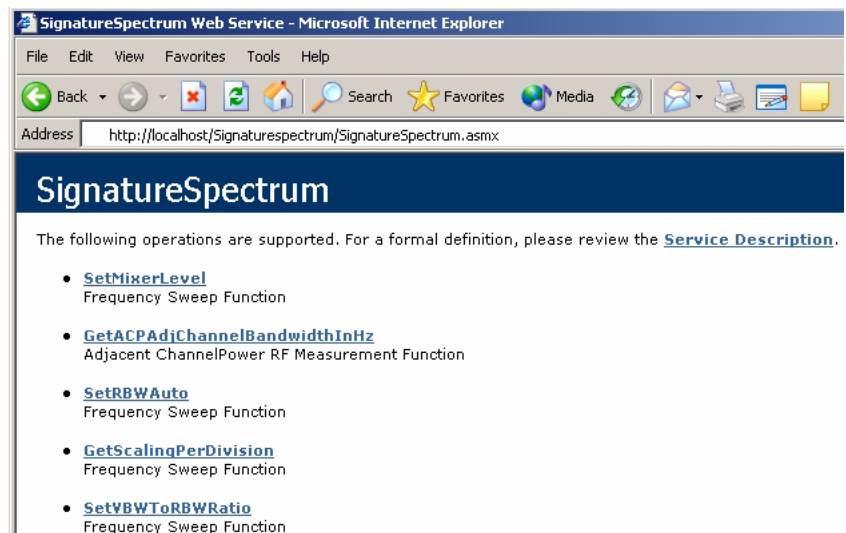 SignatureSpectrum Web Service - Microsoft Internet Explorer
File Edit View Favorites Tools Help
Back Search Favorites Media
Address http://localhost/Signaturespectrum/SignatureSpectrum.asmx
SignatureSpectrum
The following operations are supported. For a formal definition, please review the Service Description.
• SetMixerLevel
Frequency Sweep Function
• GetACPAdjChannelBandwidthInHz
Adjacent ChannelPower RF Measurement Function
• SetRBWAuto
Frequency Sweep Function
• GetScalingPerDivision
Frequency Sweep Function
• SetVBWToRBWRatio
Frequency Sweep Function